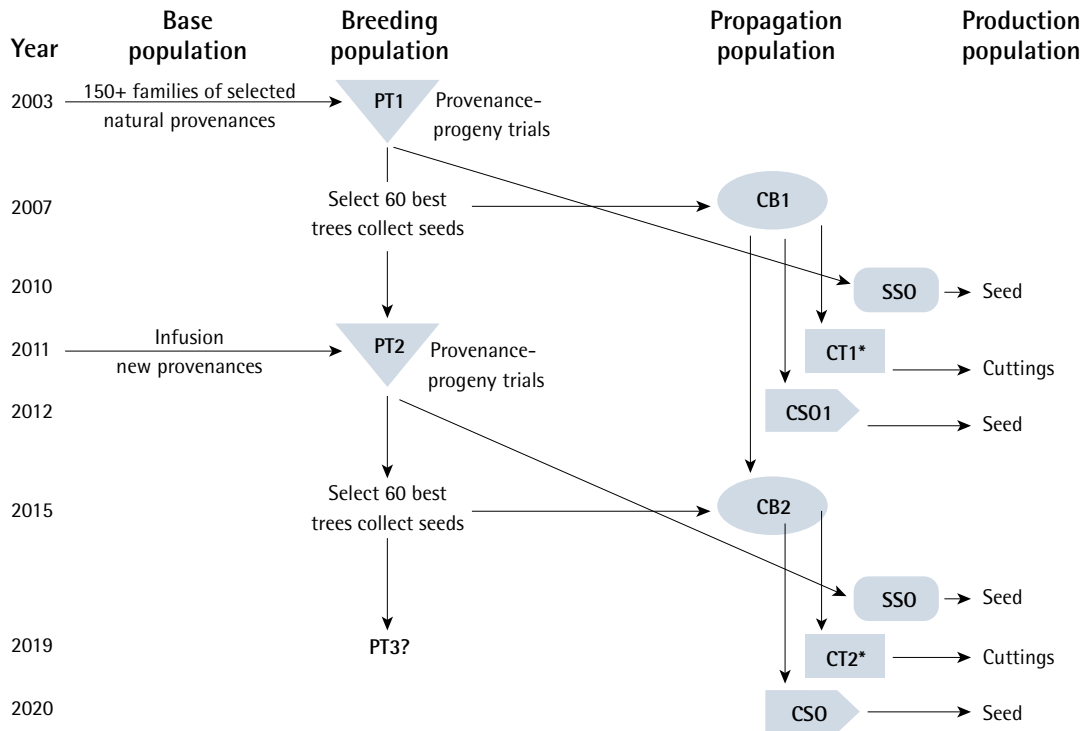 Year
Base
population
Breeding
population
Propagation
population
Production
population
2003
150+ families of selected
natural provenances
PT1
Provenance-
progeny trials
2007
Select 60 best
trees collect seeds
CB1
2010
SSO
Seed
2011
Infusion
new provenances
PT2
Provenance-
progeny trials
CT1*
Cuttings
2012
CSO1
Seed
2015
Select 60 best
trees collect seeds
CB2
SSO
Seed
2019
PT3?
CT2*
Cuttings
2020
CSO
Seed